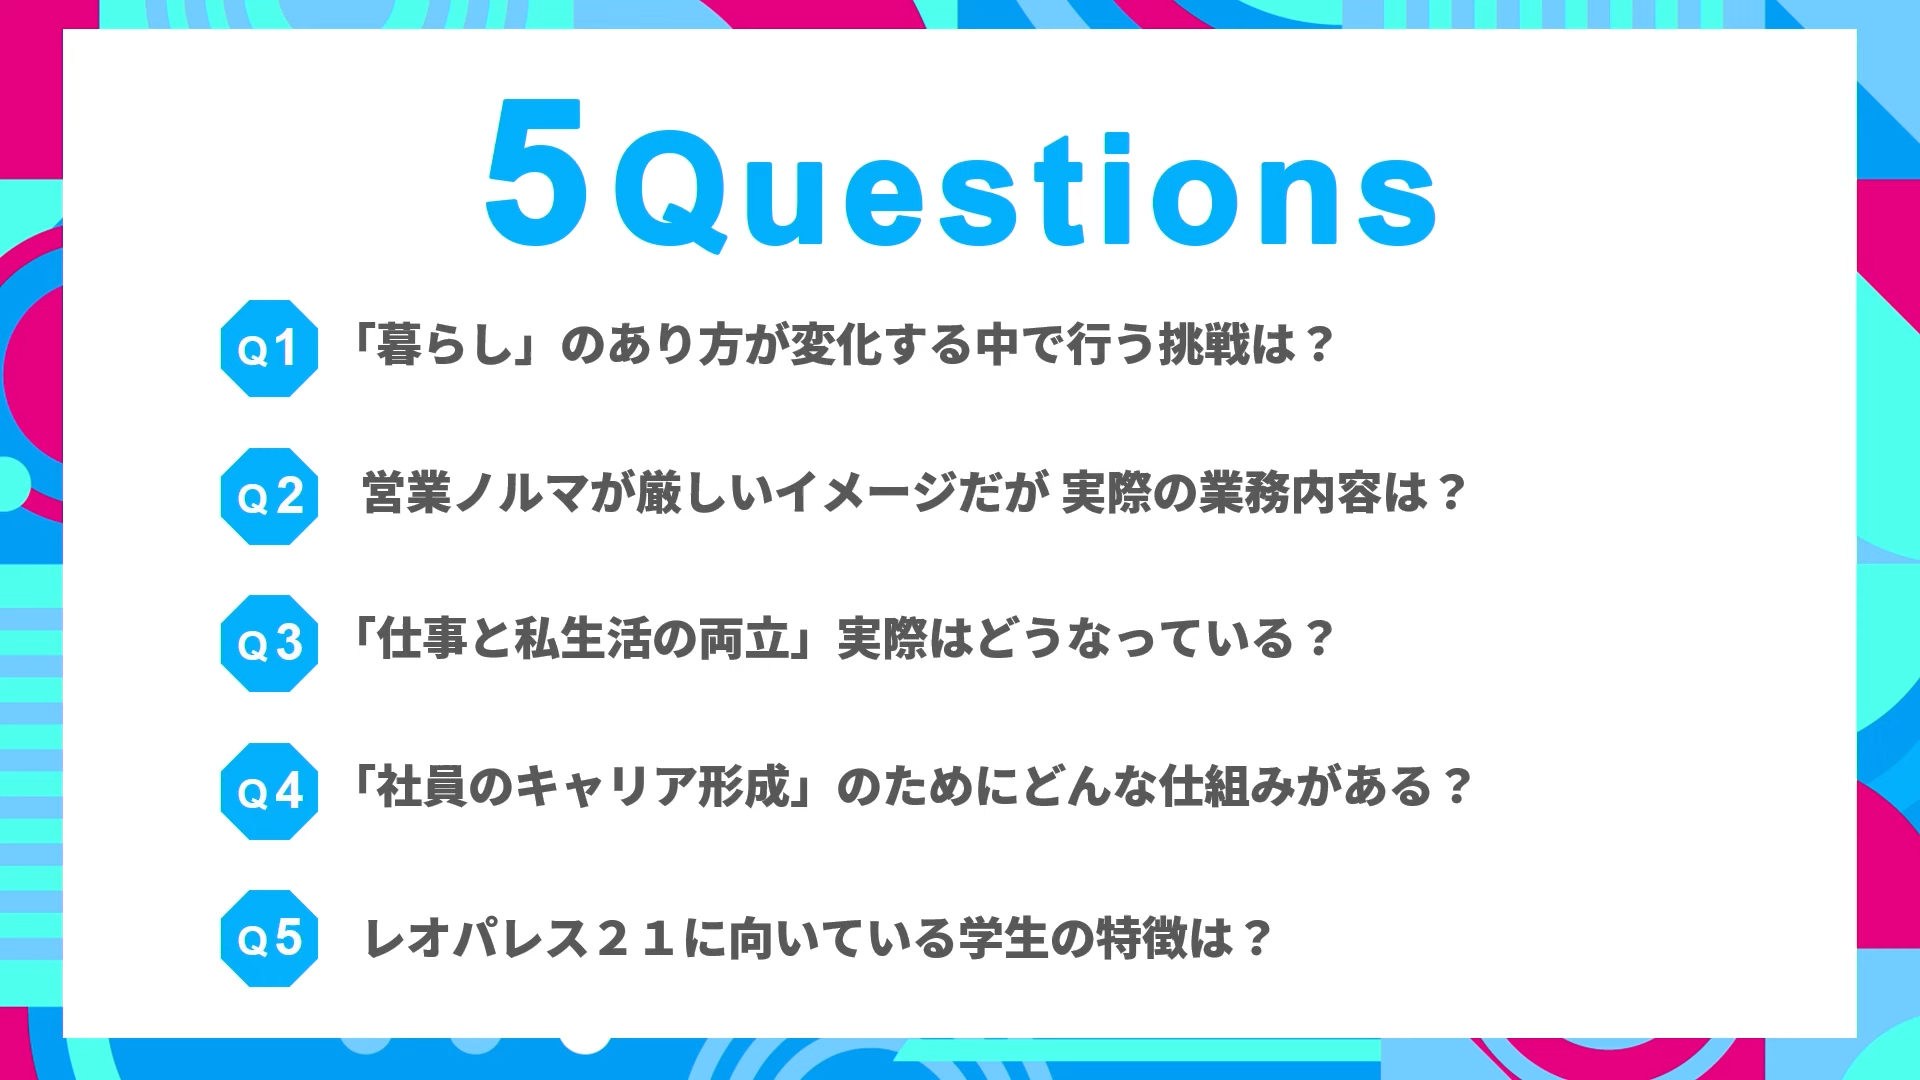 5Questions
Q1 「暮らし」のあり方が変化する中で行う挑戦は？
Q2 営業ノルマが厳しいイメージだが 実際の業務内容は？
Q3 「仕事と私生活の両立」実際はどうなっている？
Q4 「社員のキャリア形成」のためにどんな仕組みがある？
Q5 レオパレス２１に向いている学生の特徴は？